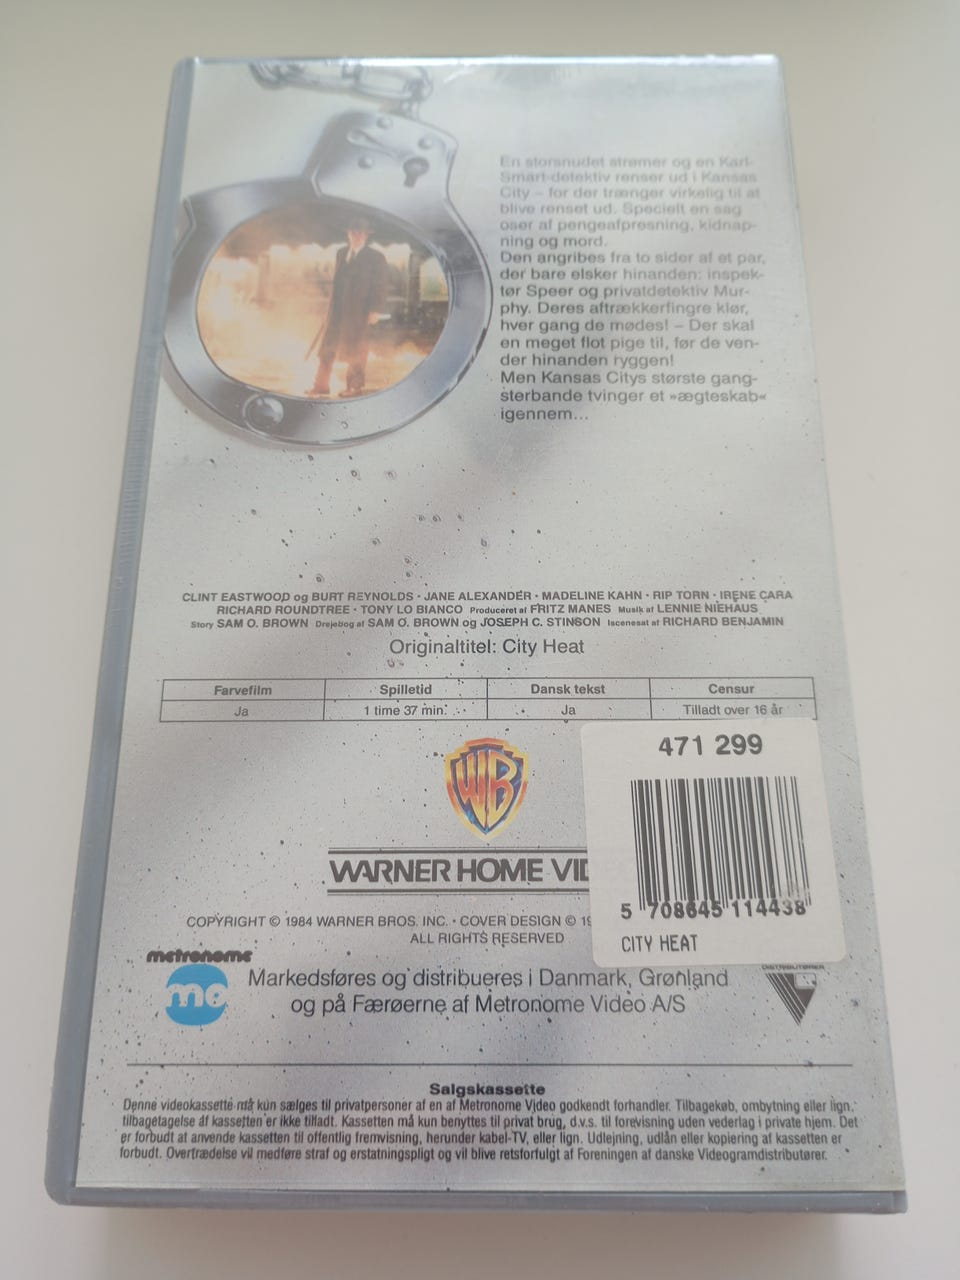 En storsnudet strømer og en Karl-
Smart-detektiv renser ud i Kansas
City – for der trænger virkelig til at
blive renset ud. Specielt en sag
oser af pengeafpresning, kidnap-
ning og mord.
Den angribes fra to sider af et par,
der bare elsker hinanden: inspek-
tør Speer og privatdetektiv Mur-
phy. Deres aftrækkerfingre klør,
hver gang de mødes! – Der skal
en meget flot pige til, før de ven-
der hinanden ryggen!
Men Kansas Citys største gang-
sterbande tvinger et »ægteskab«
igennem...
CLINT EASTWOOD og BURT REYNOLDS · JANE ALEXANDER · MADELINE KAHN · RIP TORN · IRENE CARA
RICHARD ROUNDTREE · TONY LO BIANCO Produceret af FRITZ MANES Musik af LENNIE NIEHAUS
Story SAM O. BROWN Drejebog af SAM O. BROWN og JOSEPH C. STINSON Iscenesat af RICHARD BENJAMIN
Originaltitel: City Heat
Farvefilm Spilletid Dansk tekst Censur
Ja 1 time 37 min. Ja Tilladt over 16 år
471 299
WB
WARNER HOME VID
5 708645 114438
CITY HEAT
COPYRIGHT © 1984 WARNER BROS. INC. · COVER DESIGN © 19
ALL RIGHTS RESERVED
metronome
me
Markedsføres og distribueres i Danmark, Grønland
og på Færøerne af Metronome Video A/S
DISTRIBUTØRER
Salgskassette
Denne videokassette må kun sælges til privatpersoner af en af Metronome Video godkendt forhandler. Tilbagekøb, ombytning eller lign.
tilbagetagelse af kassetten er ikke tilladt. Kassetten må kun benyttes til privat brug, d.v.s. til forevisning uden vederlag i private hjem. Det
er forbudt at anvende kassetten til offentlig fremvisning, herunder kabel-TV, eller lign. Udlejning, udlån eller kopiering af kassetten er
forbudt. Overtrædelse vil medføre straf og erstatningspligt og vil blive retsforfulgt af Foreningen af danske Videogramdistributører.